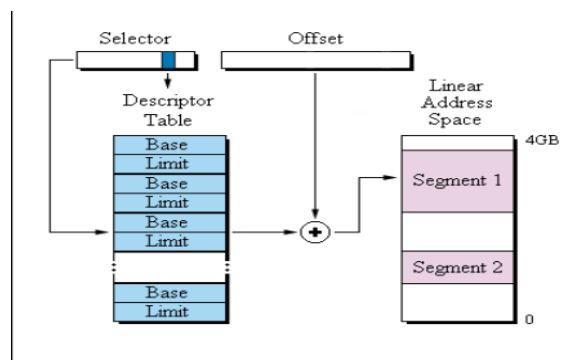 Selector
Offset
Descriptor
Table
Base
Limit
Base
Limit
Base
Limit
Base
Limit
Linear
Address
Space
4GB
Segment 1
Segment 2
0